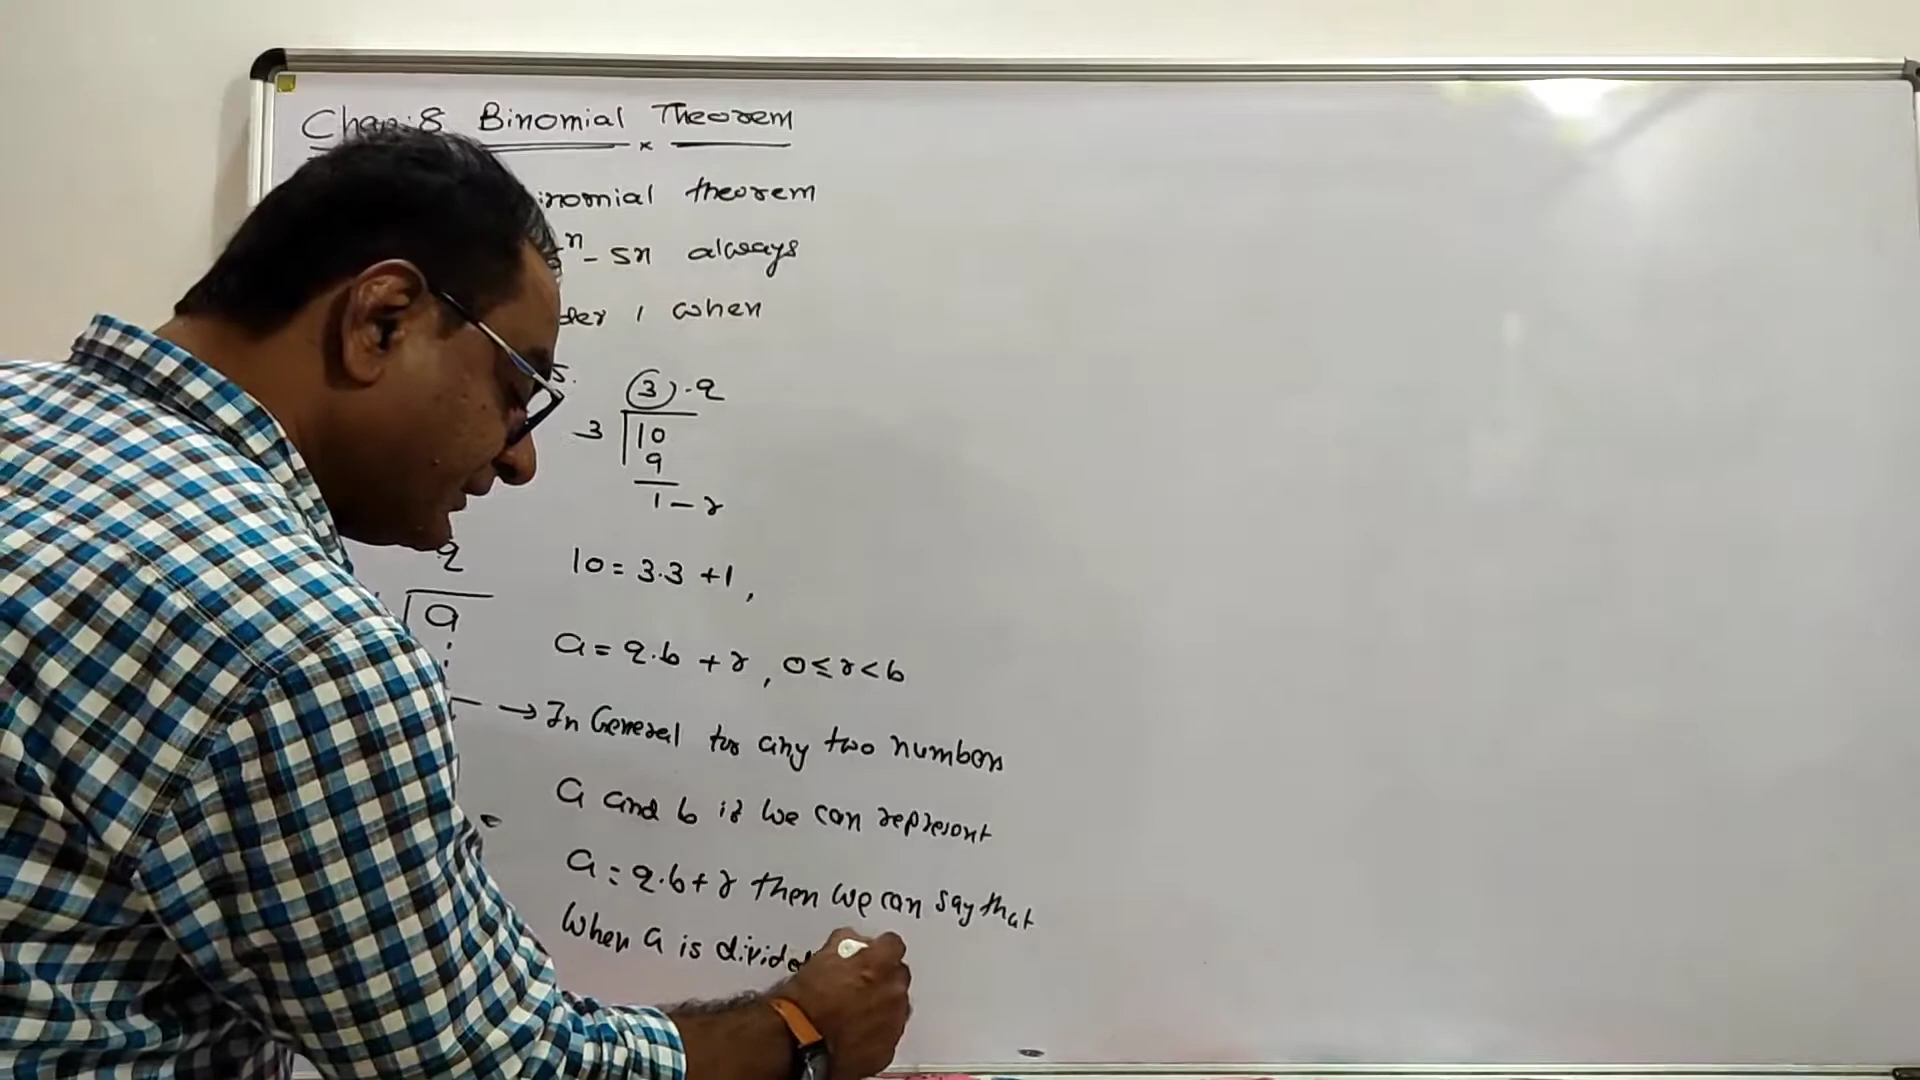 Chap:8 Binomial Theorem
inomial theorem
n - 5n always
der 1 when
5.
3 . q
3 10
9
1 - r
q
a
10 = 3.3 + 1 ,
a = q.b + r , 0 ≤ r < b
→ In General for any two numbers
a and b if we can represent
a = q.b + r then we can say that
When a is divided